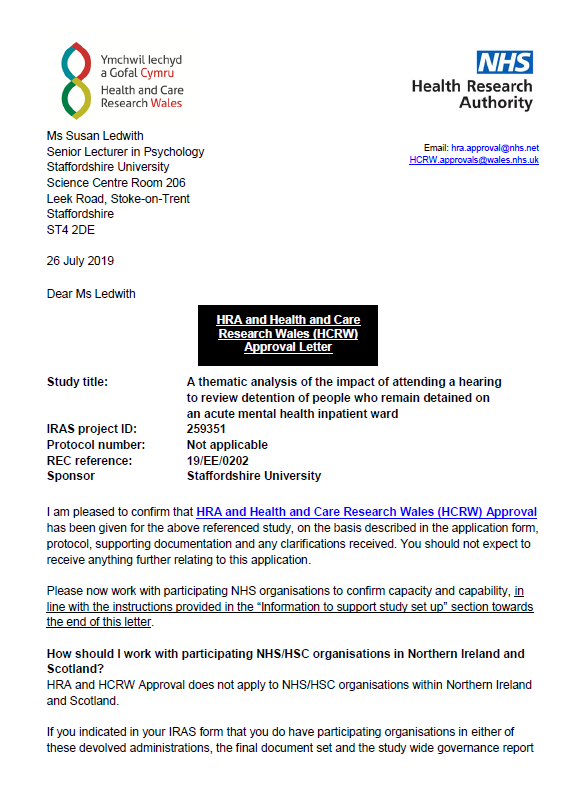 Ymchwil Iechyd
a Gofal Cymru
Health and Care
Research Wales
NHS
Health Research
Authority
Ms Susan Ledwith
Senior Lecturer in Psychology
Staffordshire University
Science Centre Room 206
Leek Road, Stoke-on-Trent
Staffordshire
ST4 2DE
Email: hra.approval@nhs.net
HCRW.approvals@wales.nhs.uk
26 July 2019
Dear Ms Ledwith
HRA and Health and Care
Research Wales (HCRW)
Approval Letter
Study title: A thematic analysis of the impact of attending a hearing
to review detention of people who remain detained on
an acute mental health inpatient ward
IRAS project ID: 259351
Protocol number: Not applicable
REC reference: 19/EE/0202
Sponsor Staffordshire University
I am pleased to confirm that HRA and Health and Care Research Wales (HCRW) Approval
has been given for the above referenced study, on the basis described in the application form,
protocol, supporting documentation and any clarifications received. You should not expect to
receive anything further relating to this application.
Please now work with participating NHS organisations to confirm capacity and capability, in
line with the instructions provided in the “Information to support study set up” section towards
the end of this letter.
How should I work with participating NHS/HSC organisations in Northern Ireland and
Scotland?
HRA and HCRW Approval does not apply to NHS/HSC organisations within Northern Ireland
and Scotland.
If you indicated in your IRAS form that you do have participating organisations in either of
these devolved administrations, the final document set and the study wide governance report